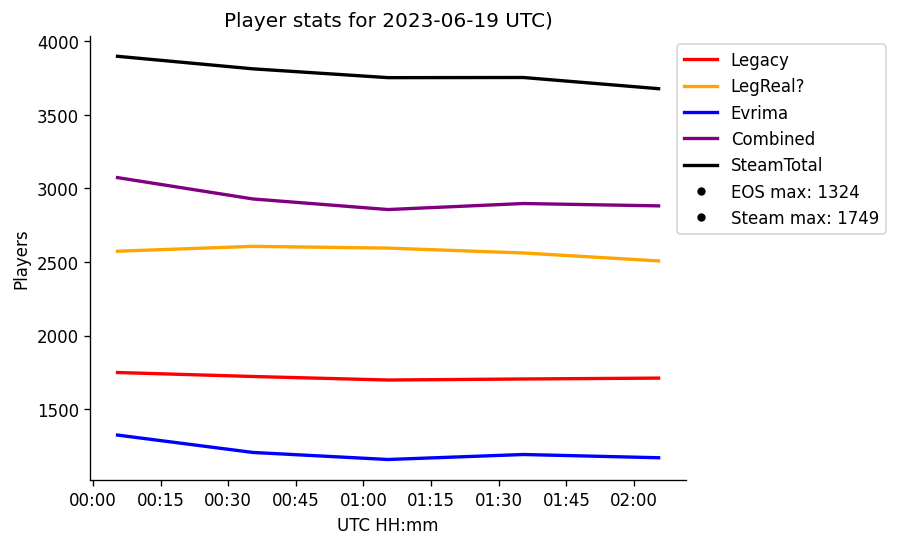 Player stats for 2023-06-19 UTC)
4000
3500
3000
2500
2000
1500
Players
00:00 00:15 00:30 00:45 01:00 01:15 01:30 01:45 02:00
UTC HH:mm
Legacy
LegReal?
Evrima
Combined
SteamTotal
EOS max: 1324
Steam max: 1749